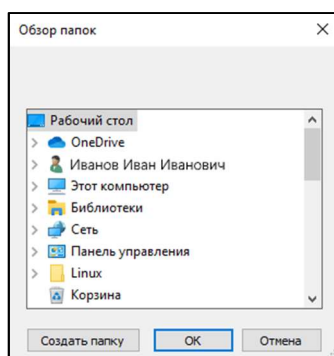 Обзор папок
Рабочий стол
OneDrive
Иванов Иван Иванович
Этот компьютер
Библиотеки
Сеть
Панель управления
Linux
Корзина
Создать папку ОК Отмена